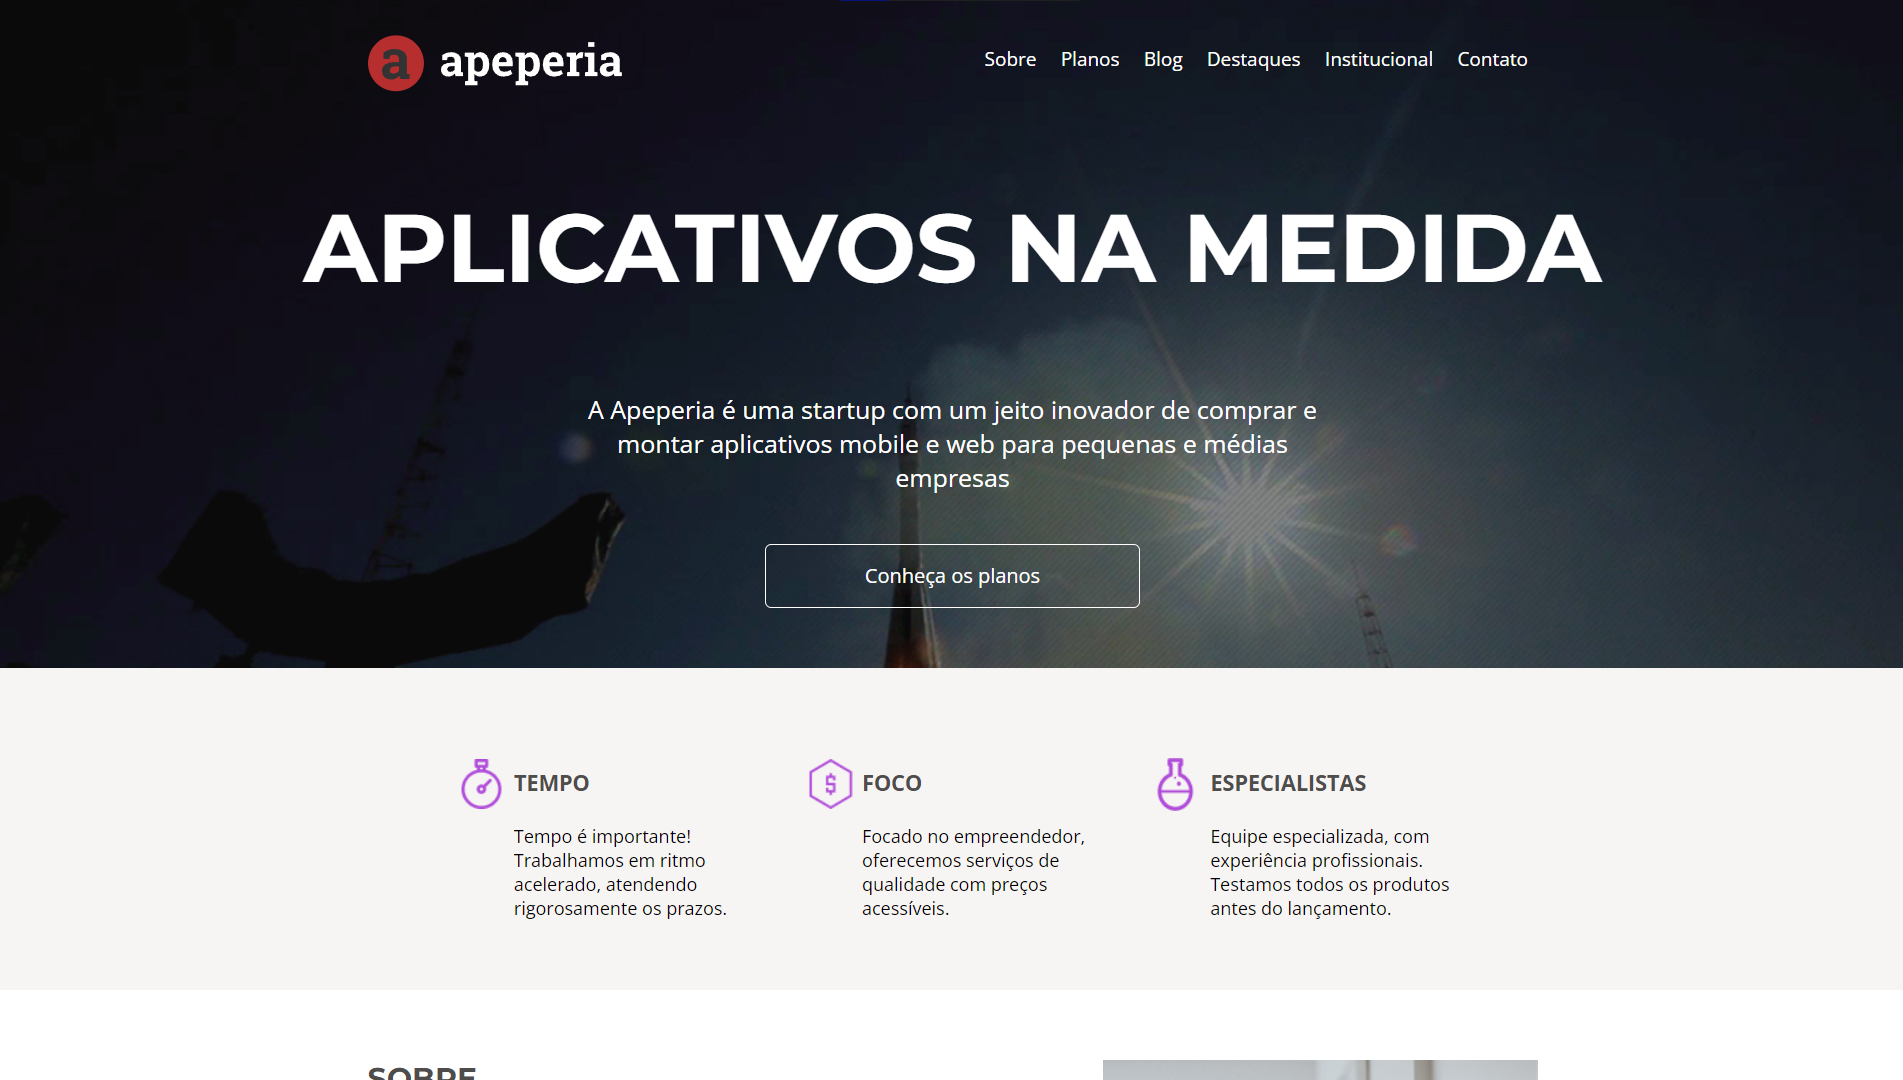 a apeperia
Sobre Planos Blog Destaques Institucional Contato
APLICATIVOS NA MEDIDA
A Apeperia é uma startup com um jeito inovador de comprar e
montar aplicativos mobile e web para pequenas e médias
empresas
Conheça os planos
TEMPO
Tempo é importante!
Trabalhamos em ritmo
acelerado, atendendo
rigorosamente os prazos.
$
FOCO
Focado no empreendedor,
oferecemos serviços de
qualidade com preços
acessíveis.
ESPECIALISTAS
Equipe especializada, com
experiência profissionais.
Testamos todos os produtos
antes do lançamento.
SOBRE